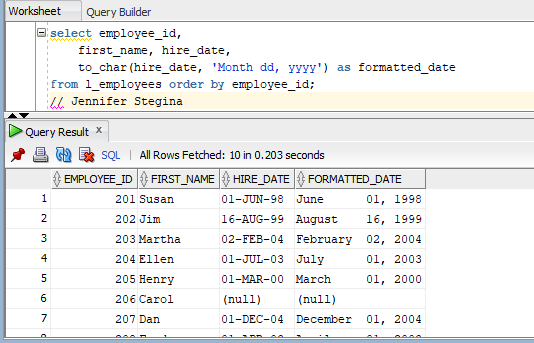 Worksheet Query Builder
select employee_id,
first_name, hire_date,
to_char(hire_date, 'Month dd, yyyy') as formatted_date
from l_employees order by employee_id;
// Jennifer Stegina
Query Result x
SQL | All Rows Fetched: 10 in 0.203 seconds
EMPLOYEE_ID FIRST_NAME HIRE_DATE FORMATTED_DATE
1 201 Susan 01-JUN-98 June 01, 1998
2 202 Jim 16-AUG-99 August 16, 1999
3 203 Martha 02-FEB-04 February 02, 2004
4 204 Ellen 01-JUL-03 July 01, 2003
5 205 Henry 01-MAR-00 March 01, 2000
6 206 Carol (null) (null)
7 207 Dan 01-DEC-04 December 01, 2004